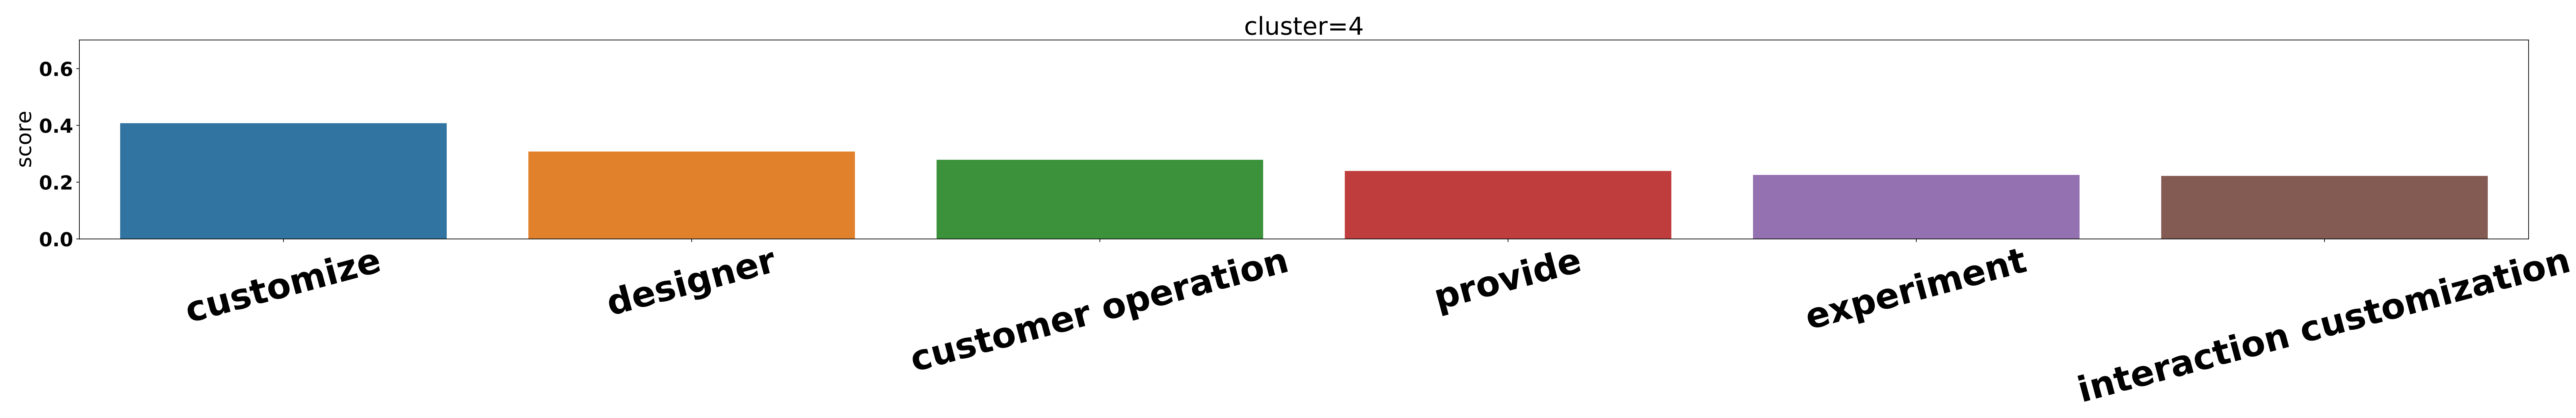 cluster=4
score
0.6
0.4
0.2
0.0
customize
designer
customer operation
provide
experiment
interaction customization